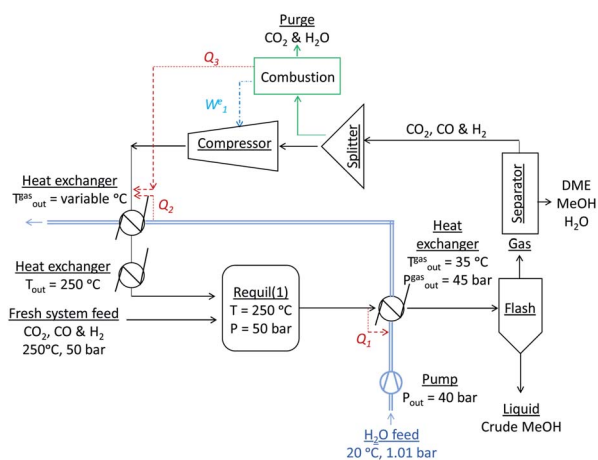 Purge
CO₂ & H₂O
Q₃
Combustion
Wᵉ₁
Compressor
Splitter
CO₂, CO & H₂
Separator
DME
MeOH
H₂O
Heat exchanger
Tᵍᵃˢₒᵤₜ = variable °C
Q₂
Heat
exchanger
Tᵍᵃˢₒᵤₜ = 35 °C
Pᵍᵃˢₒᵤₜ = 45 bar
Gas
Heat exchanger
Tₒᵤₜ = 250 °C
Requil(1)
T = 250 °C
P = 50 bar
Flash
Fresh system feed
CO₂, CO & H₂
250°C, 50 bar
Q₁
Pump
Pₒᵤₜ = 40 bar
Liquid
Crude MeOH
H₂O feed
20 °C, 1.01 bar